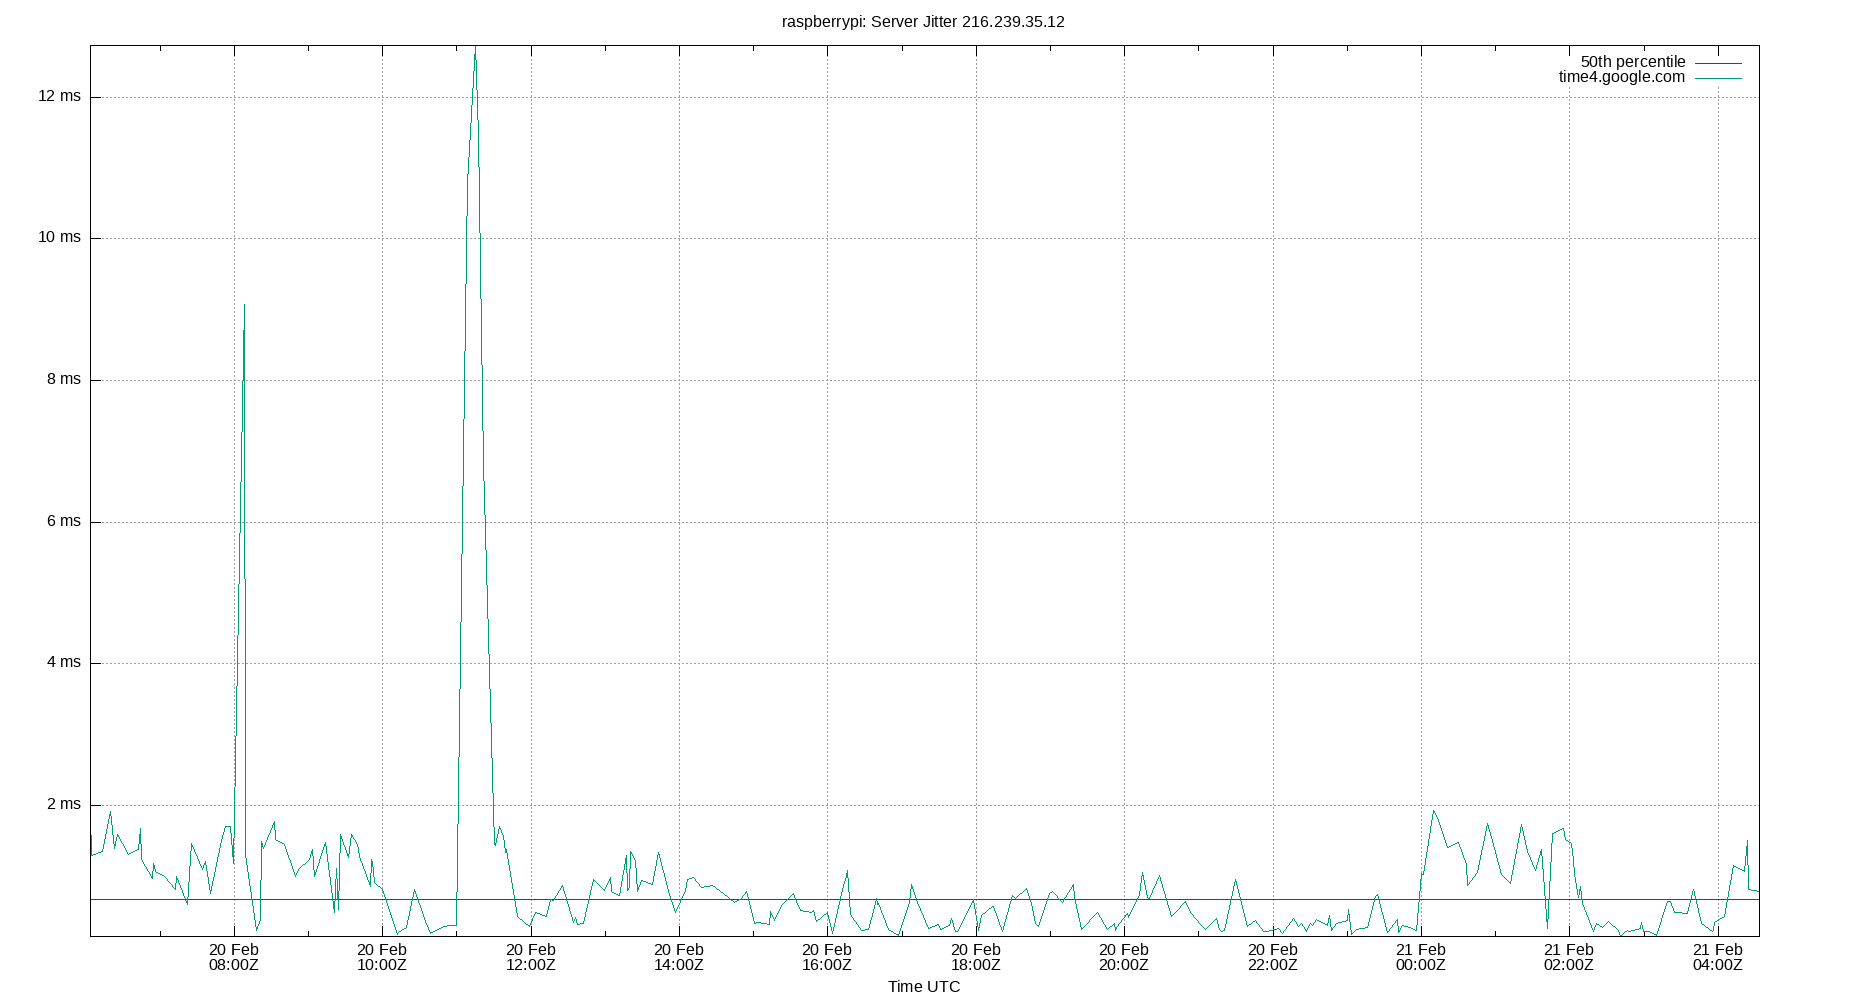 raspberrypi: Server Jitter 216.239.35.12
50th percentile
time4.google.com
12 ms
10 ms
8 ms
6 ms
4 ms
2 ms
20 Feb 20 Feb 20 Feb 20 Feb 20 Feb 20 Feb 20 Feb 20 Feb 21 Feb 21 Feb 21 Feb
08:00Z 10:00Z 12:00Z 14:00Z 16:00Z 18:00Z 20:00Z 22:00Z 00:00Z 02:00Z 04:00Z
Time UTC